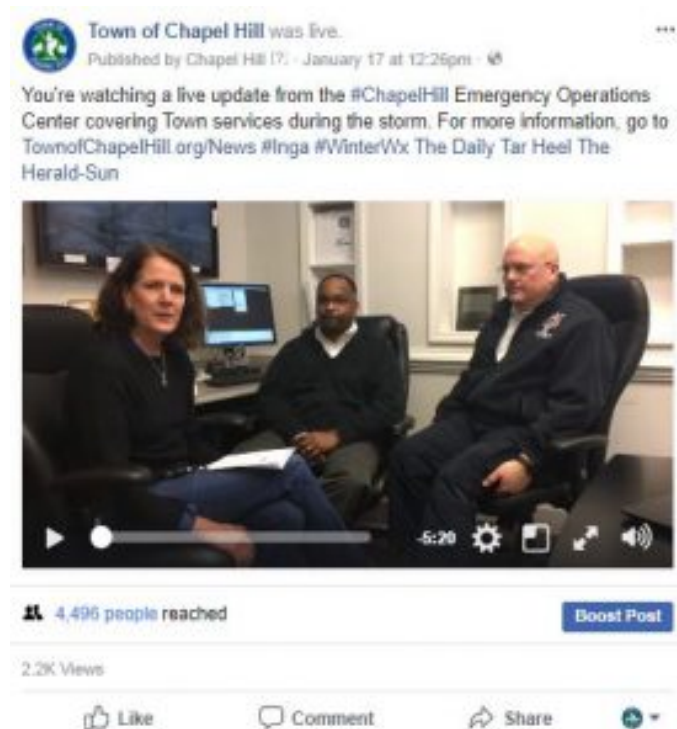 Town of Chapel Hill was live.
Published by Chapel Hill [?] · January 17 at 12:26pm ·
You're watching a live update from the #ChapelHill Emergency Operations
Center covering Town services during the storm. For more information, go to
TownofChapelHill.org/News #Inga #WinterWx The Daily Tar Heel The
Herald-Sun
-5:20
4,496 people reached
Boost Post
2.2K Views
Like Comment Share